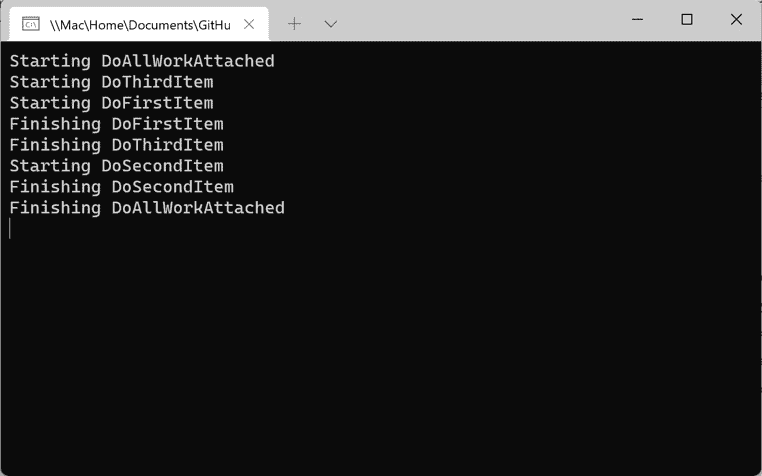 \\Mac\Home\Documents\GitHu
Starting DoAllWorkAttached
Starting DoThirdItem
Starting DoFirstItem
Finishing DoFirstItem
Finishing DoThirdItem
Starting DoSecondItem
Finishing DoSecondItem
Finishing DoAllWorkAttached